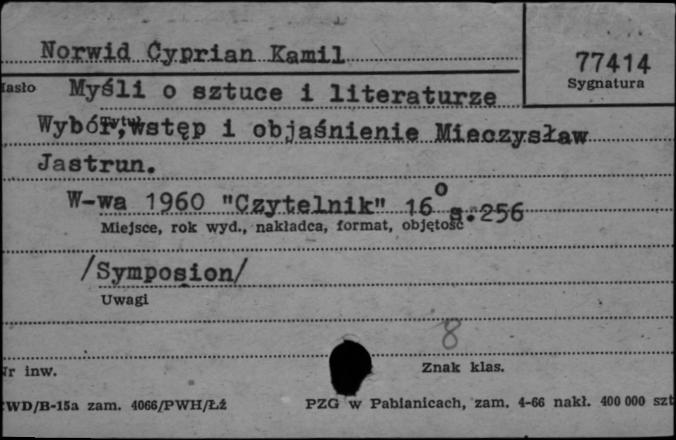 Norwid Cyprian Kamil
77414
Sygnatura
Hasło Myśli o sztuce i literaturze
Tytuł
Wybór, wstęp i objaśnienie Mieczysław
Jastrun.
W-wa 1960 "Czytelnik" 16° s. 256
Miejsce, rok wyd., nakładca, format, objętość
/Symposion/
Uwagi
8
Nr inw.
Znak klas.
CWD/B-15a zam. 4066/PWH/Łż
PZG w Pabianicach, zam. 4-66 nakł. 400 000 szt